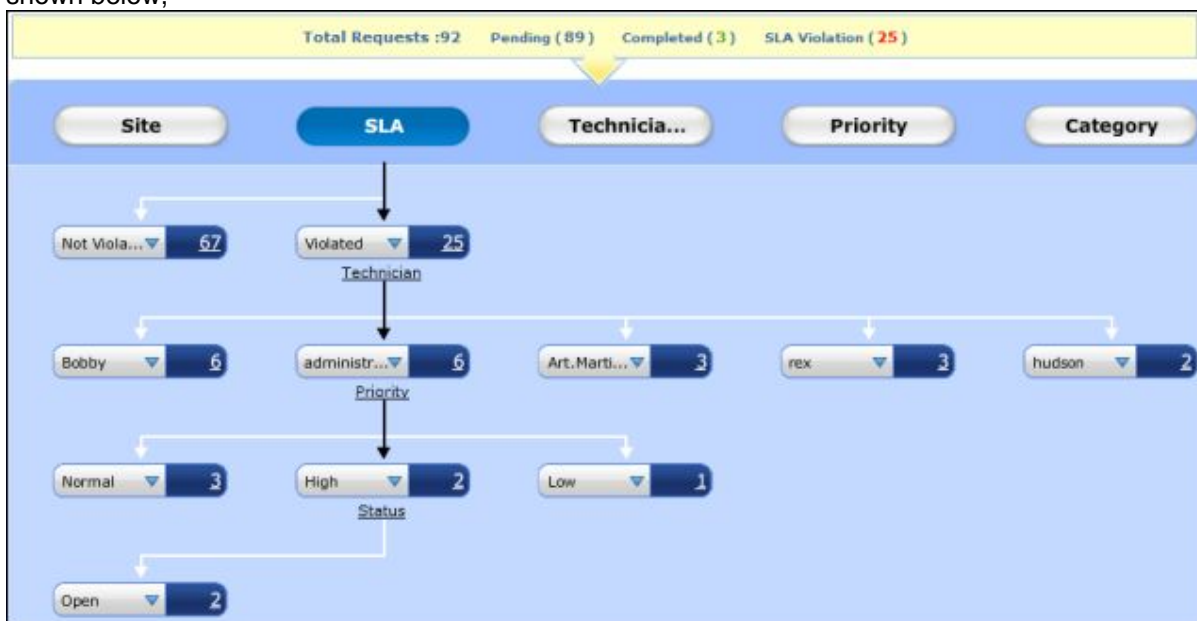 shown below;
Total Requests :92 Pending ( 89 ) Completed ( 3 ) SLA Violation ( 25 )
Site SLA Technicia... Priority Category
Not Viola... 67 Violated 25
Technician
Bobby 6 administr... 6 Art.Marti... 3 rex 3 hudson 2
Priority
Normal 3 High 2 Low 1
Status
Open 2